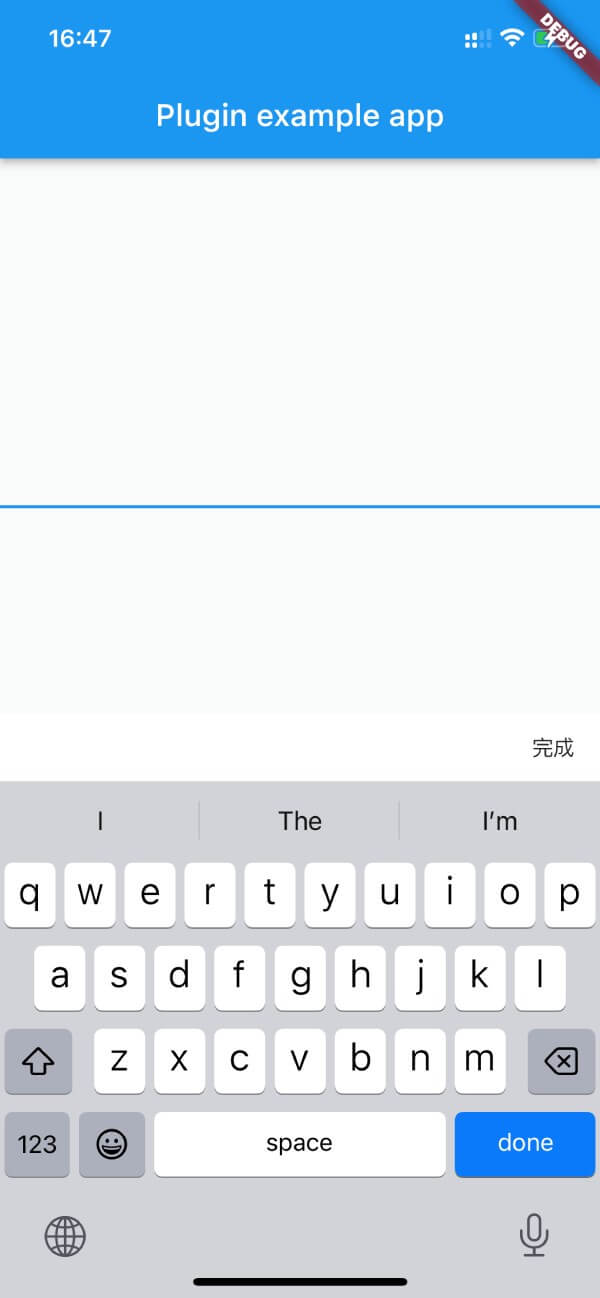 16:47
DEBUG
Plugin example app
完成
I The I'm
q w e r t y u i o p
a s d f g h j k l
z x c v b n m
123 space done